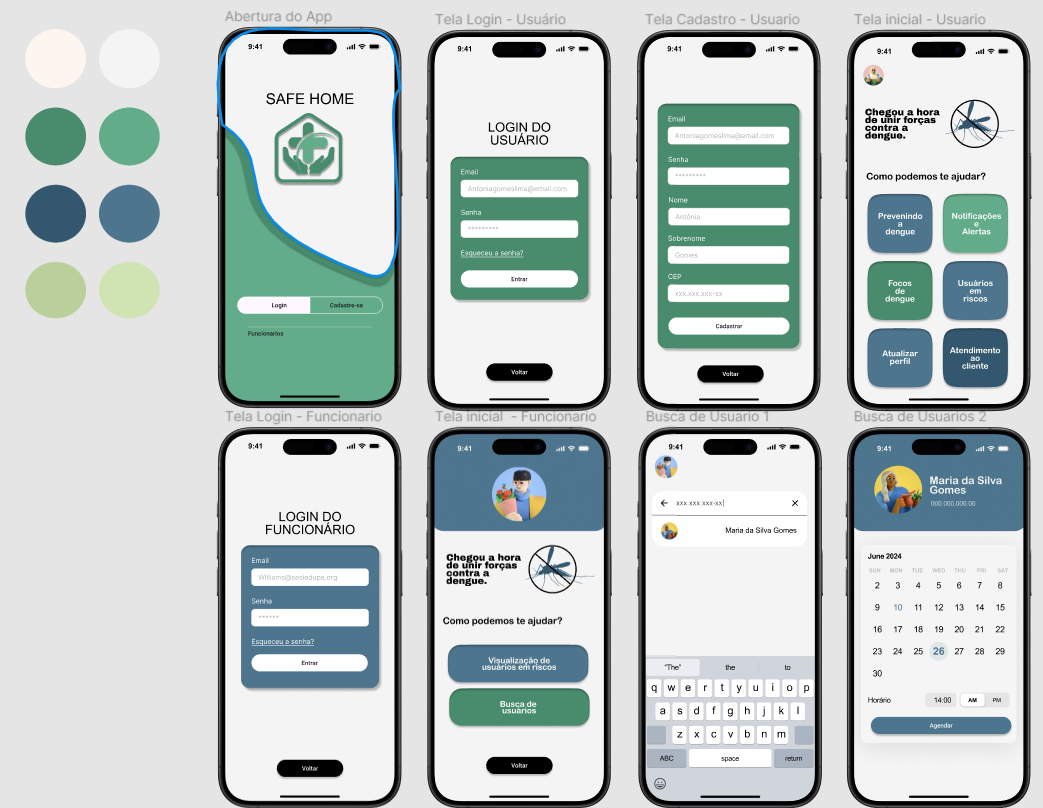 Abertura do App
9:41
SAFE HOME
Login
Cadastre-se
Funcionarios
Tela Login - Usuário
9:41
LOGIN DO
USUÁRIO
Email
Antoniagomeslima@email.com
Senha
*********
Esqueceu a senha?
Entrar
Voltar
Tela Cadastro - Usuario
9:41
Email
Antoniagomeslima@email.com
Senha
*********
Nome
Antônia
Sobrenome
Gomes
CEP
xxx.xxx.xxx-xx
Cadastrar
Voltar
Tela inicial - Usuario
9:41
Chegou a hora
de unir forças
contra a
dengue.
Como podemos te ajudar?
Prevenindo
a
dengue
Notificações
e
Alertas
Focos
de
dengue
Usuários
em
riscos
Atualizar
perfil
Atendimento
ao
cliente
Tela Login - Funcionario
9:41
LOGIN DO
FUNCIONÁRIO
Email
Williams@sesiedupe.org
Senha
******
Esqueceu a senha?
Entrar
Voltar
Tela inicial - Funcionario
9:41
Chegou a hora
de unir forças
contra a
dengue.
Como podemos te ajudar?
Visualização de
usuários em riscos
Busca de
usuários
Voltar
Busca de Usuario 1
9:41
xxx.xxx.xxx-xx
Maria da Silva Gomes
"The" the to
q w e r t y u i o p
a s d f g h j k l
z x c v b n m
ABC space return
Busca de Usuarios 2
9:41
Maria da Silva
Gomes
000.000.000.00
June 2024
SUN MON TUE WED THU FRI SAT
2 3 4 5 6 7 8
9 10 11 12 13 14 15
16 17 18 19 20 21 22
23 24 25 26 27 28 29
30
Horário 14:00 AM PM
Agendar